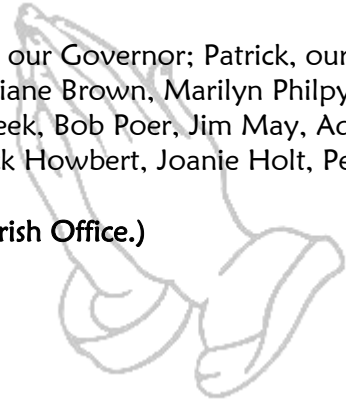 our Governor; Patrick, our
iane Brown, Marilyn Philpy
eek, Bob Poer, Jim May, Ac
k Howbert, Joanie Holt, Pe
rish Office.)